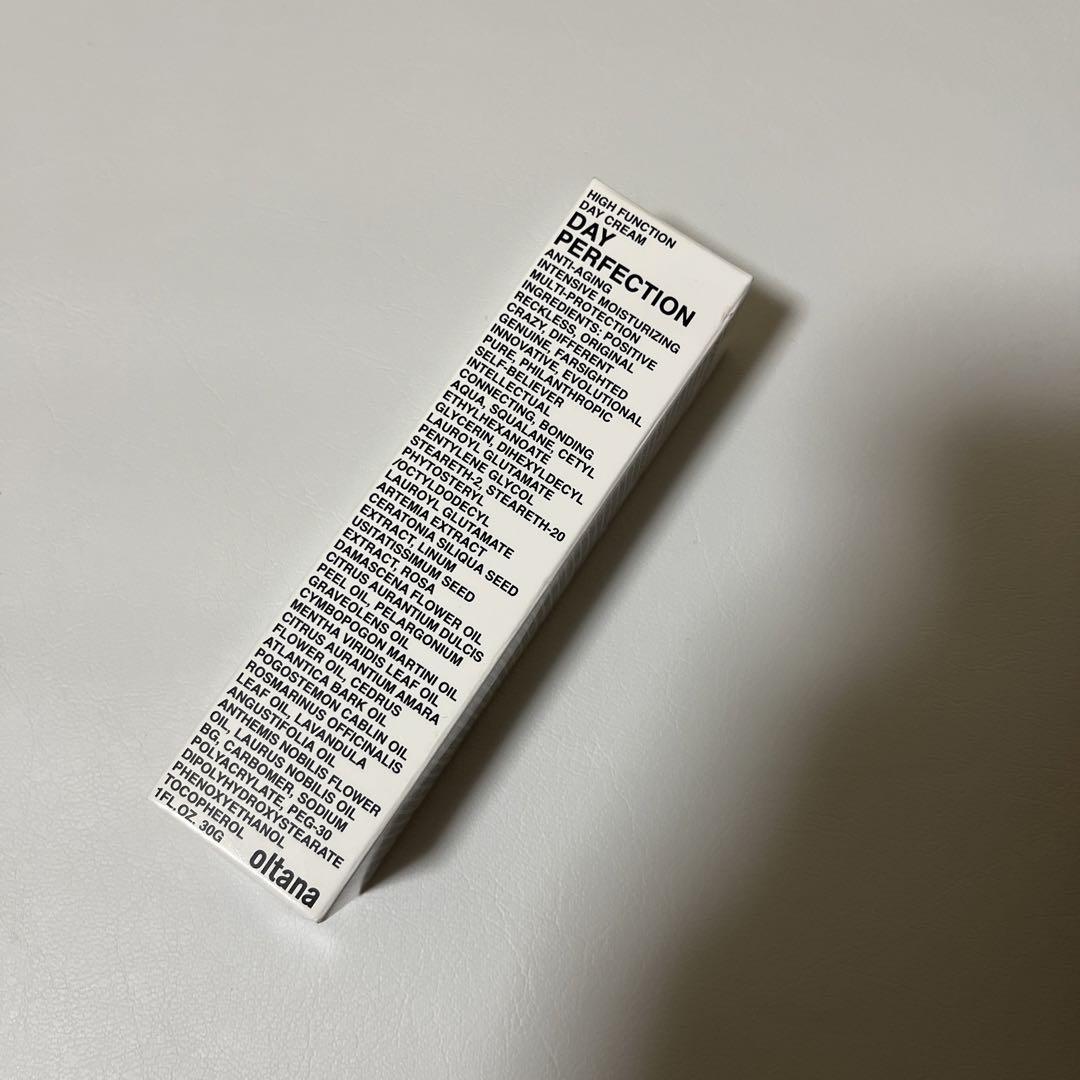 HIGH FUNCTION
DAY CREAM
DAY
PERFECTION
ANTI-AGING
INTENSIVE MOISTURIZING
MULTI-PROTECTION
INGREDIENTS: POSITIVE
RECKLESS, ORIGINAL
CRAZY, DIFFERENT
GENUINE, FARSIGHTED
INNOVATIVE, EVOLUTIONAL
PURE, PHILANTHROPIC
SELF-BELIEVER
INTELLECTUAL
CONNECTING, BONDING
AQUA, SQUALANE, CETYL
ETHYLHEXANOATE
GLYCERIN, DIHEXYLDECYL
LAUROYL GLUTAMATE
PENTYLENE GLYCOL
STEARETH-2, STEARETH-20
PHYTOSTERYL
/OCTYLDODECYL
LAUROYL GLUTAMATE
ARTEMIA EXTRACT
CERATONIA SILIQUA SEED
EXTRACT, LINUM
USITATISSIMUM SEED
EXTRACT, ROSA
DAMASCENA FLOWER OIL
CITRUS AURANTIUM DULCIS
PEEL OIL, PELARGONIUM
GRAVEOLENS OIL
CYMBOPOGON MARTINI OIL
MENTHA VIRIDIS LEAF OIL
CITRUS AURANTIUM AMARA
FLOWER OIL, CEDRUS
ATLANTICA BARK OIL
POGOSTEMON CABLIN OIL
ROSMARINUS OFFICINALIS
LEAF OIL, LAVANDULA
ANGUSTIFOLIA OIL
ANTHEMIS NOBILIS FLOWER
OIL, LAURUS NOBILIS OIL
BG, CARBOMER, SODIUM
POLYACRYLATE, PEG-30
DIPOLYHYDROXYSTEARATE
PHENOXYETHANOL
TOCOPHEROL
1FL.OZ. 30G
oltana